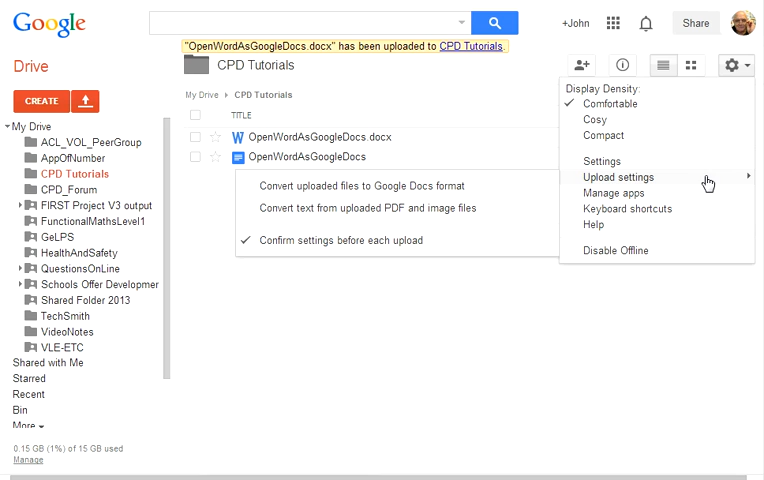 Google
+John
Share
"OpenWordAsGoogleDocs.docx" has been uploaded to CPD Tutorials.
Drive
CPD Tutorials
CREATE
My Drive
ACL_VOL_PeerGroup
AppOfNumber
CPD Tutorials
CPD_Forum
FIRST Project V3 output
FunctionalMathsLevel1
GeLPS
HealthAndSafety
QuestionsOnLine
Schools Offer Developmer
Shared Folder 2013
TechSmith
VideoNotes
VLE-ETC
Shared with Me
Starred
Recent
Bin
More
0.15 GB (1%) of 15 GB used
Manage
My Drive CPD Tutorials
TITLE
OpenWordAsGoogleDocs.docx
OpenWordAsGoogleDocs
Convert uploaded files to Google Docs format
Convert text from uploaded PDF and image files
Confirm settings before each upload
Display Density:
Comfortable
Cosy
Compact
Settings
Upload settings
Manage apps
Keyboard shortcuts
Help
Disable Offline